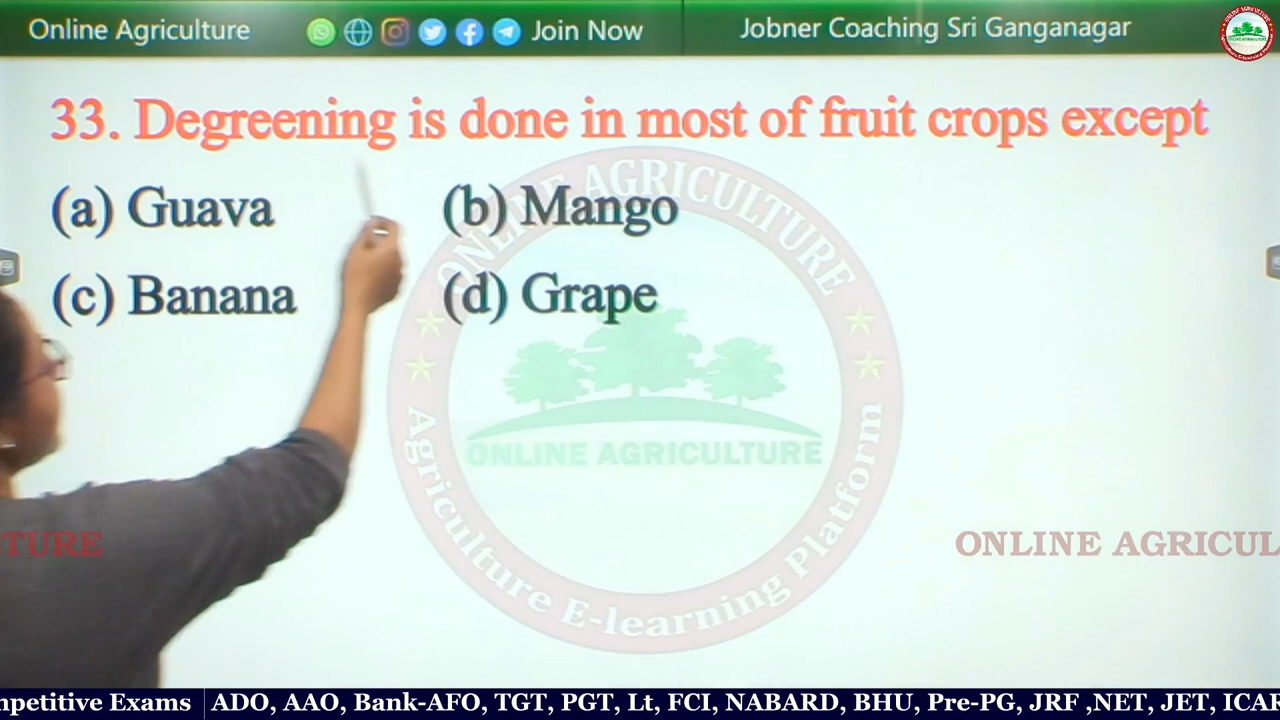 Online Agriculture
Join Now
Jobner Coaching Sri Ganganagar
33. Degreening is done in most of fruit crops except
(a) Guava
(b) Mango
(c) Banana
(d) Grape
ONLINE AGRICULTURE
ONLINE AGRICULTURE
Agriculture E-learning Platform
TURE
ONLINE AGRICUL
mpetitive Exams
ADO, AAO, Bank-AFO, TGT, PGT, Lt, FCI, NABARD, BHU, Pre-PG, JRF ,NET, JET, ICAR